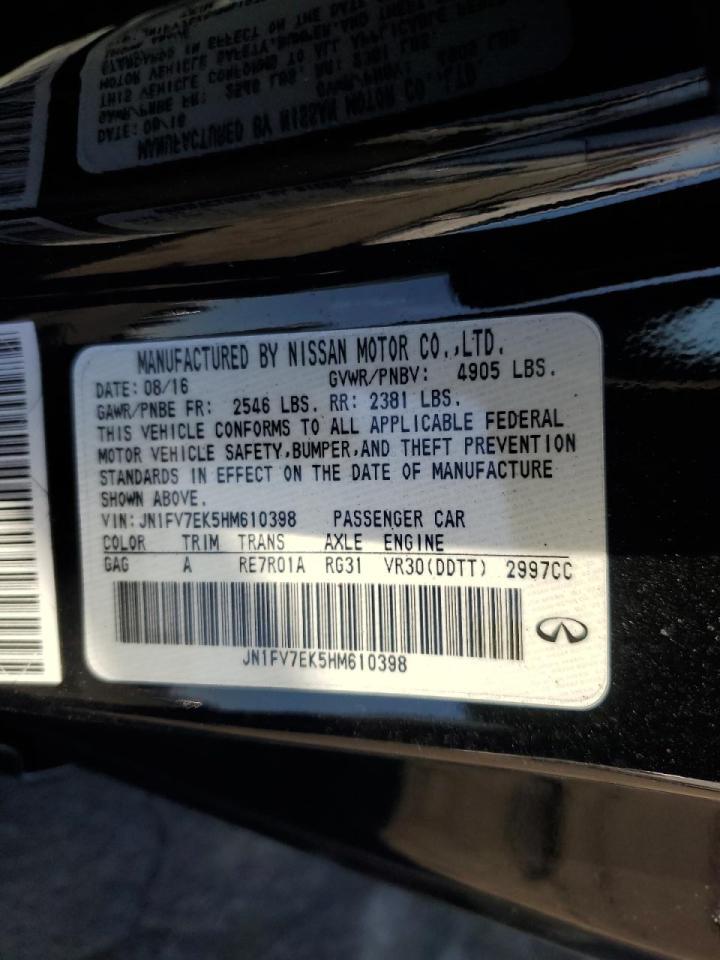 MANUFACTURED BY NISSAN MOTOR CO.,LTD.
DATE: 08/16 GVWR/PNBV: 4905 LBS.
GAWR/PNBE FR: 2546 LBS. RR: 2381 LBS.
THIS VEHICLE CONFORMS TO ALL APPLICABLE FEDERAL
MOTOR VEHICLE SAFETY,BUMPER,AND THEFT PREVENTION
STANDARDS IN EFFECT ON THE DATE OF MANUFACTURE
SHOWN ABOVE.
VIN: JN1FV7EK5HM610398 PASSENGER CAR
COLOR TRIM TRANS AXLE ENGINE
GAG A RE7R01A RG31 VR30(DDTT) 2997CC
JN1FV7EK5HM610398